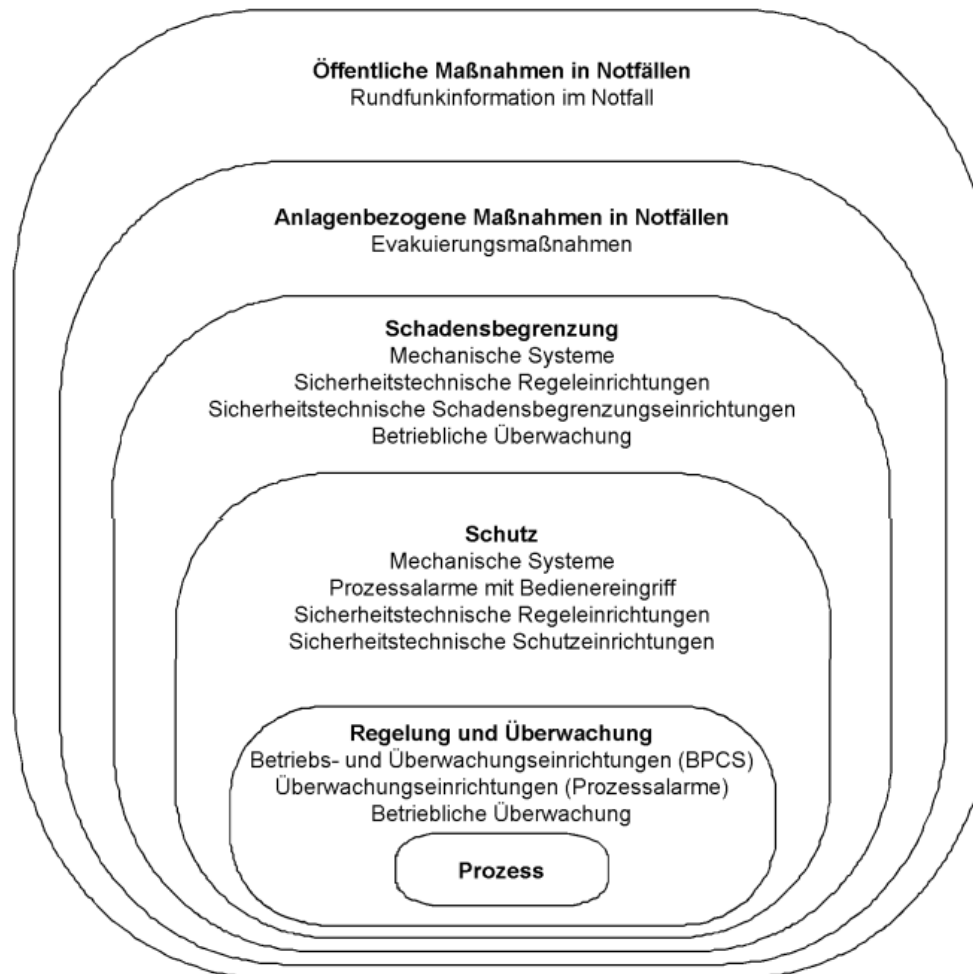 Öffentliche Maßnahmen in Notfällen
Rundfunkinformation im Notfall
Anlagenbezogene Maßnahmen in Notfällen
Evakuierungsmaßnahmen
Schadensbegrenzung
Mechanische Systeme
Sicherheitstechnische Regeleinrichtungen
Sicherheitstechnische Schadensbegrenzungseinrichtungen
Betriebliche Überwachung
Schutz
Mechanische Systeme
Prozessalarme mit Bedienereingriff
Sicherheitstechnische Regeleinrichtungen
Sicherheitstechnische Schutzeinrichtungen
Regelung und Überwachung
Betriebs- und Überwachungseinrichtungen (BPCS)
Überwachungseinrichtungen (Prozessalarme)
Betriebliche Überwachung
Prozess